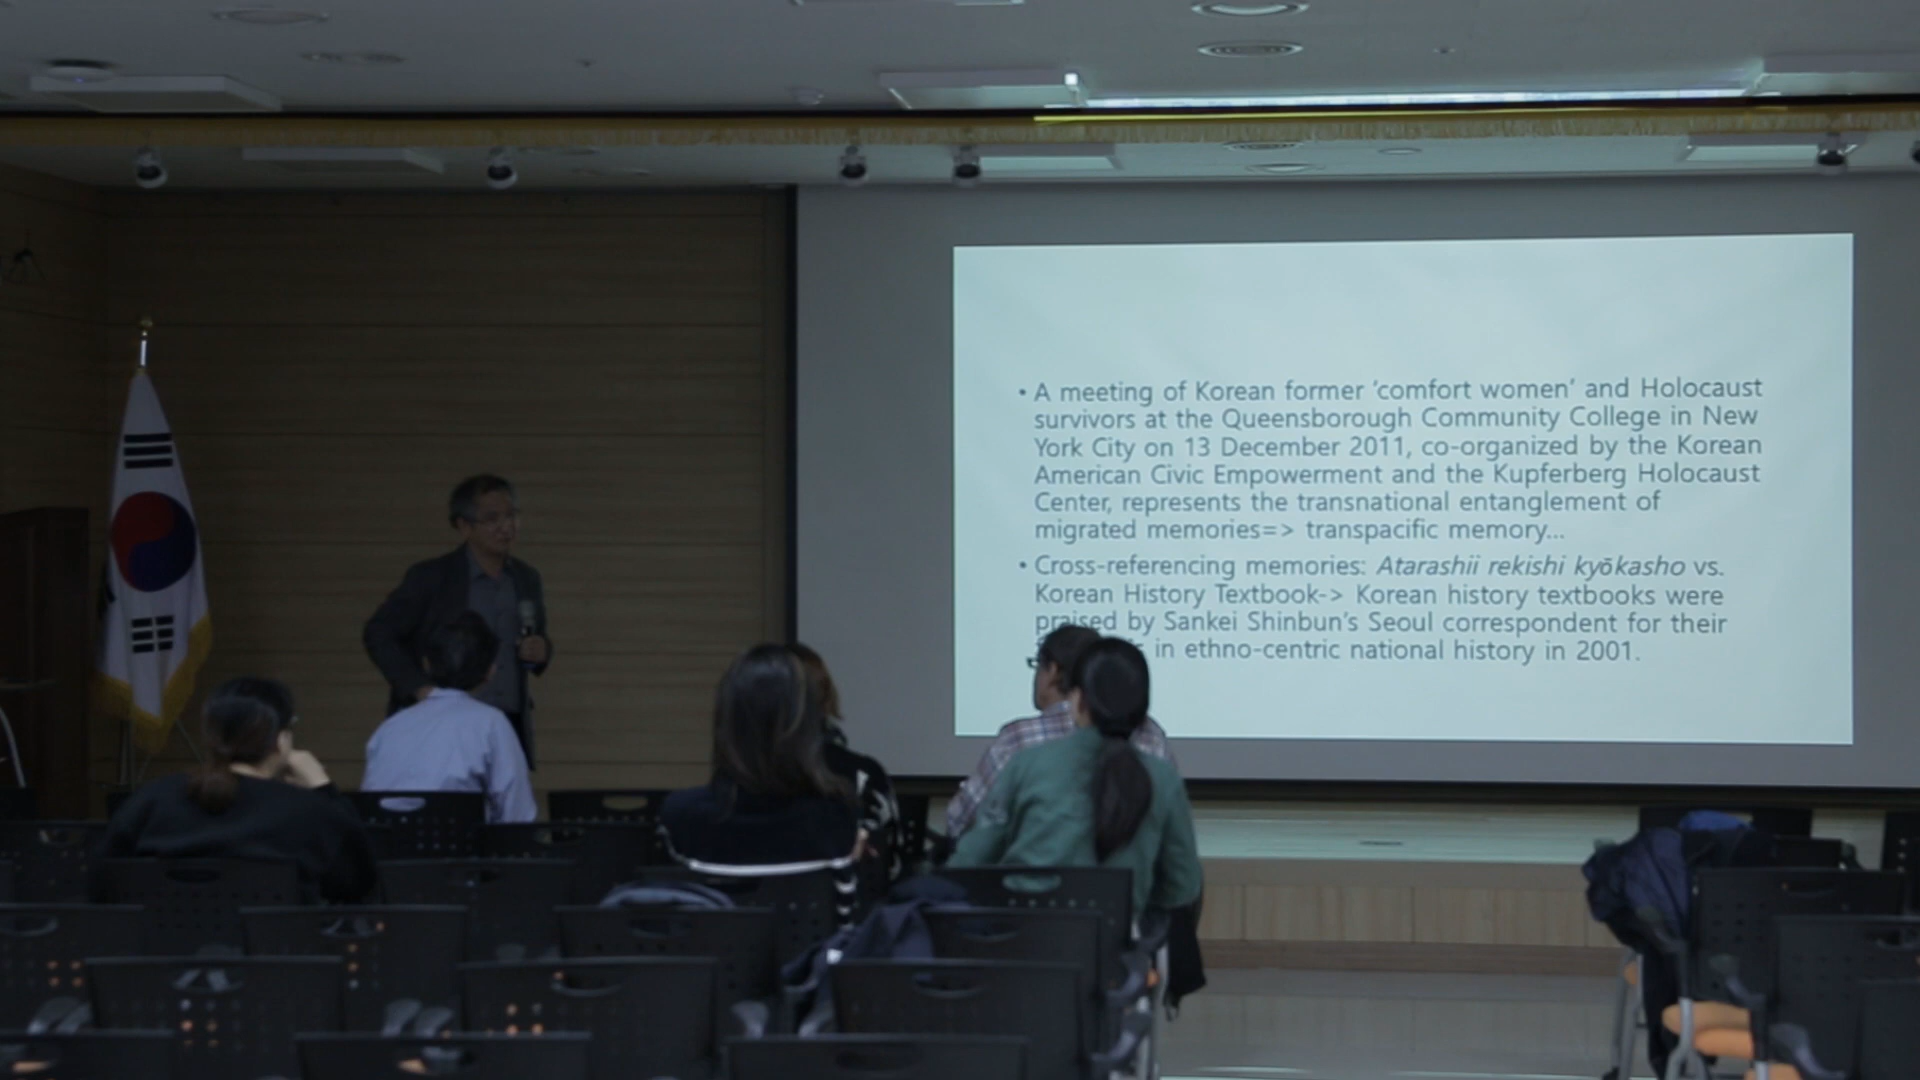 • A meeting of Korean former ‘comfort women’ and Holocaust
survivors at the Queensborough Community College in New
York City on 13 December 2011, co-organized by the Korean
American Civic Empowerment and the Kupferberg Holocaust
Center, represents the transnational entanglement of
migrated memories=> transpacific memory...
• Cross-referencing memories: Atarashii rekishi kyōkasho vs.
Korean History Textbook-> Korean history textbooks were
praised by Sankei Shinbun’s Seoul correspondent for their
in ethno-centric national history in 2001.